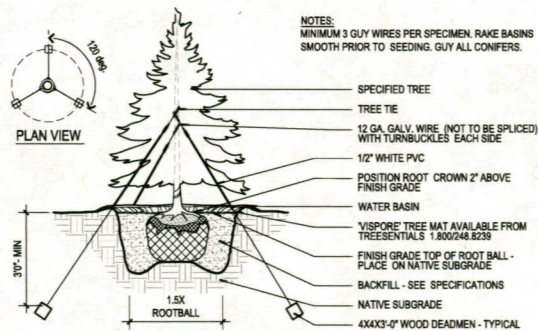 NOTES:
MINIMUM 3 GUY WIRES PER SPECIMEN. RAKE BASINS
SMOOTH PRIOR TO SEEDING. GUY ALL CONIFERS.
120 deg.
PLAN VIEW
SPECIFIED TREE
TREE TIE
12 GA. GALV. WIRE (NOT TO BE SPLICED)
WITH TURNBUCKLES EACH SIDE
1/2" WHITE PVC
POSITION ROOT CROWN 2" ABOVE
FINISH GRADE
WATER BASIN
'VISPORE' TREE MAT AVAILABLE FROM
TREESENTIALS 1.800/248.8239
FINISH GRADE TOP OF ROOT BALL -
PLACE ON NATIVE SUBGRADE
BACKFILL - SEE SPECIFICATIONS
NATIVE SUBGRADE
4X4X3'-0" WOOD DEADMEN - TYPICAL
3'0"- MIN
1.5X
ROOTBALL